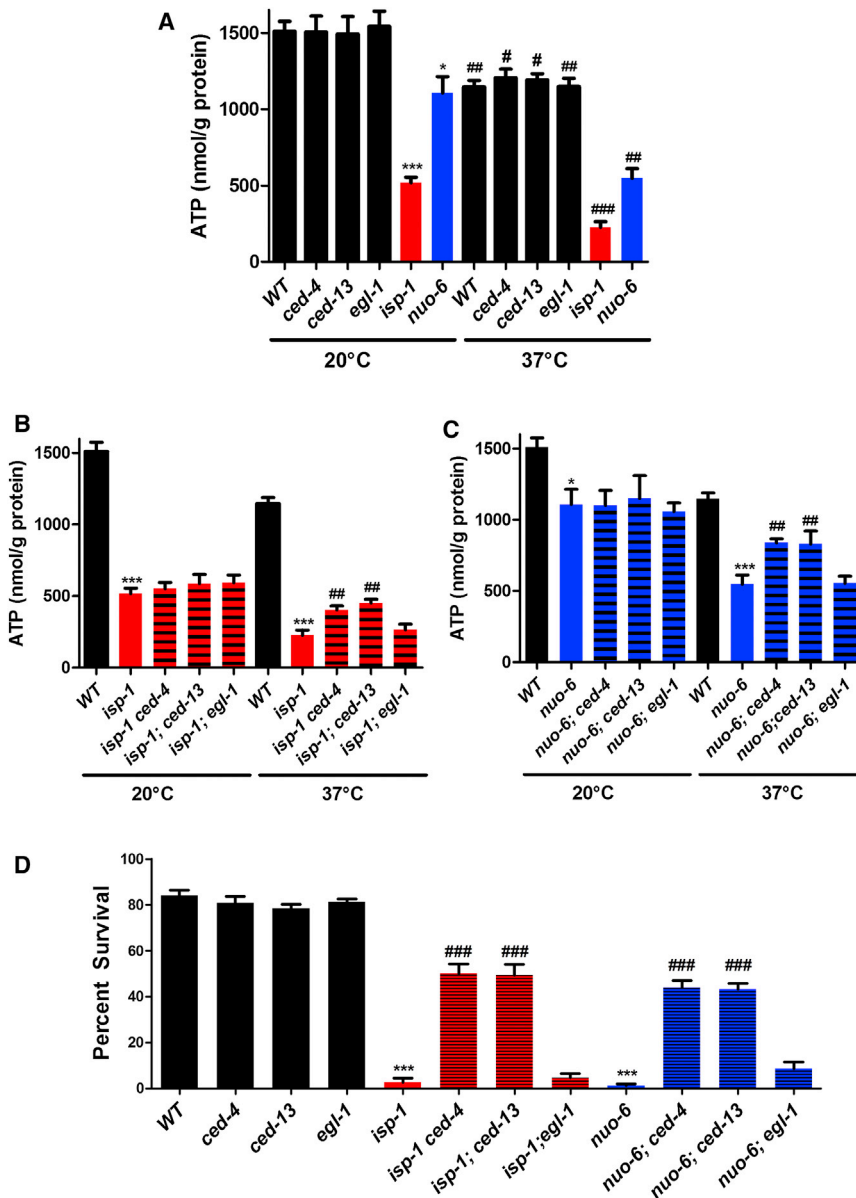 A
ATP (nmol/g protein)
1500
1000
500
0
***
*
##
#
#
##
###
##
WT
ced-4
ced-13
egl-1
isp-1
nuo-6
WT
ced-4
ced-13
egl-1
isp-1
nuo-6
20°C
37°C
B
ATP (nmol/g protein)
1500
1000
500
0
***
***
##
##
WT
isp-1
isp-1 ced-4
isp-1; ced-13
isp-1; egl-1
WT
isp-1
isp-1 ced-4
isp-1; ced-13
isp-1; egl-1
20°C
37°C
C
ATP (nmol/g protein)
1500
1000
500
0
*
***
##
##
WT
nuo-6
nuo-6; ced-4
nuo-6; ced-13
nuo-6; egl-1
WT
nuo-6
nuo-6; ced-4
nuo-6;ced-13
nuo-6; egl-1
20°C
37°C
D
Percent Survival
100
80
60
40
20
0
***
###
###
***
###
###
WT
ced-4
ced-13
egl-1
isp-1
isp-1 ced-4
isp-1; ced-13
isp-1;egl-1
nuo-6
nuo-6; ced-4
nuo-6; ced-13
nuo-6; egl-1